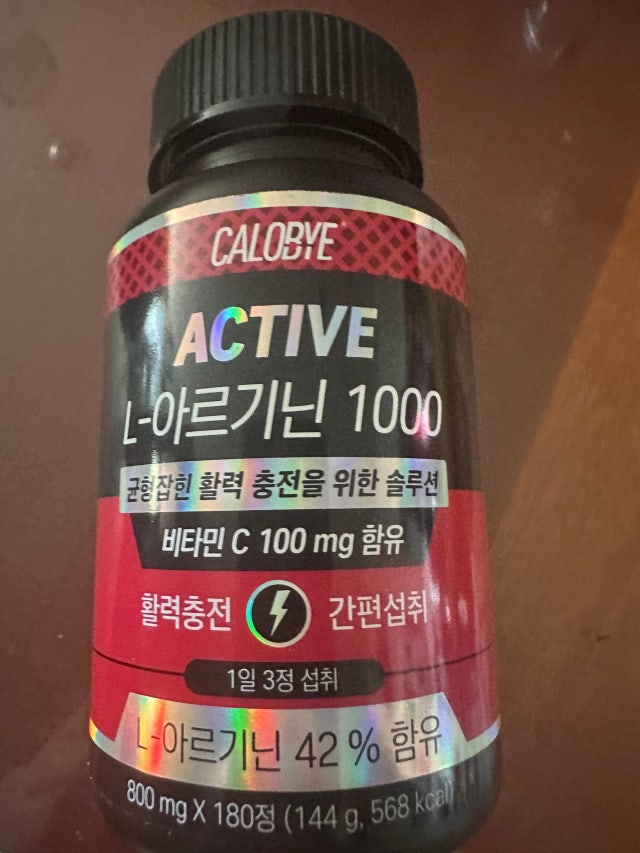 CALOBYE
ACTIVE
L-아르기닌 1000
균형잡힌 활력 충전을 위한 솔루션
비타민 C 100 mg 함유
활력충전 간편섭취
1일 3정 섭취
L-아르기닌 42 % 함유
800 mg X 180정 (144 g, 568 kcal)